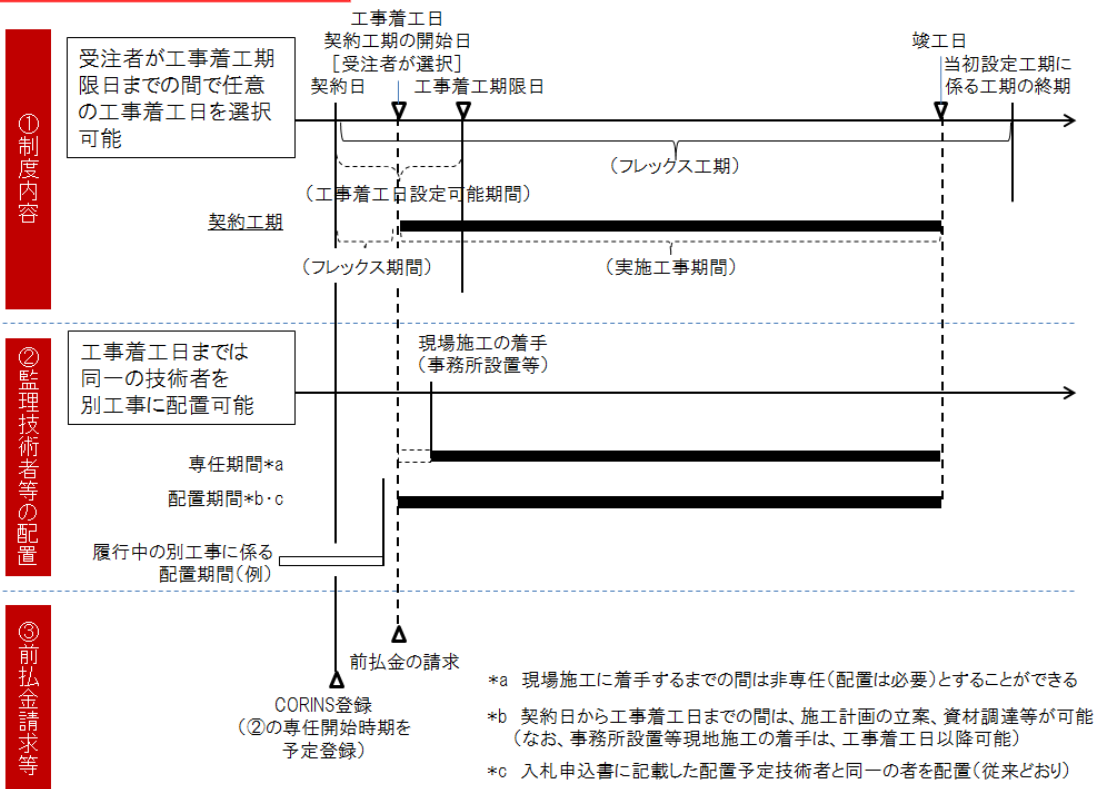 工事着工日
契約工期の開始日
[受注者が選択]
契約日
工事着工期限日
竣工日
当初設定工期に
係る工期の終期
①制度内容
受注者が工事着工期
限日までの間で任意
の工事着工日を選択
可能
（フレックス工期）
（工事着工日設定可能期間）
契約工期
（フレックス期間）
（実施工事期間）
②監理技術者等の配置
工事着工日までは
同一の技術者を
別工事に配置可能
現場施工の着手
（事務所設置等）
専任期間*a
配置期間*b・c
履行中の別工事に係る
配置期間（例）
③前払金請求等
前払金の請求
CORINS登録
（②の専任開始時期を
予定登録）
*a 現場施工に着手するまでの間は非専任（配置は必要）とすることができる
*b 契約日から工事着工日までの間は、施工計画の立案、資材調達等が可能
（なお、事務所設置等現地施工の着手は、工事着工日以降可能）
*c 入札申込書に記載した配置予定技術者と同一の者を配置（従来どおり）